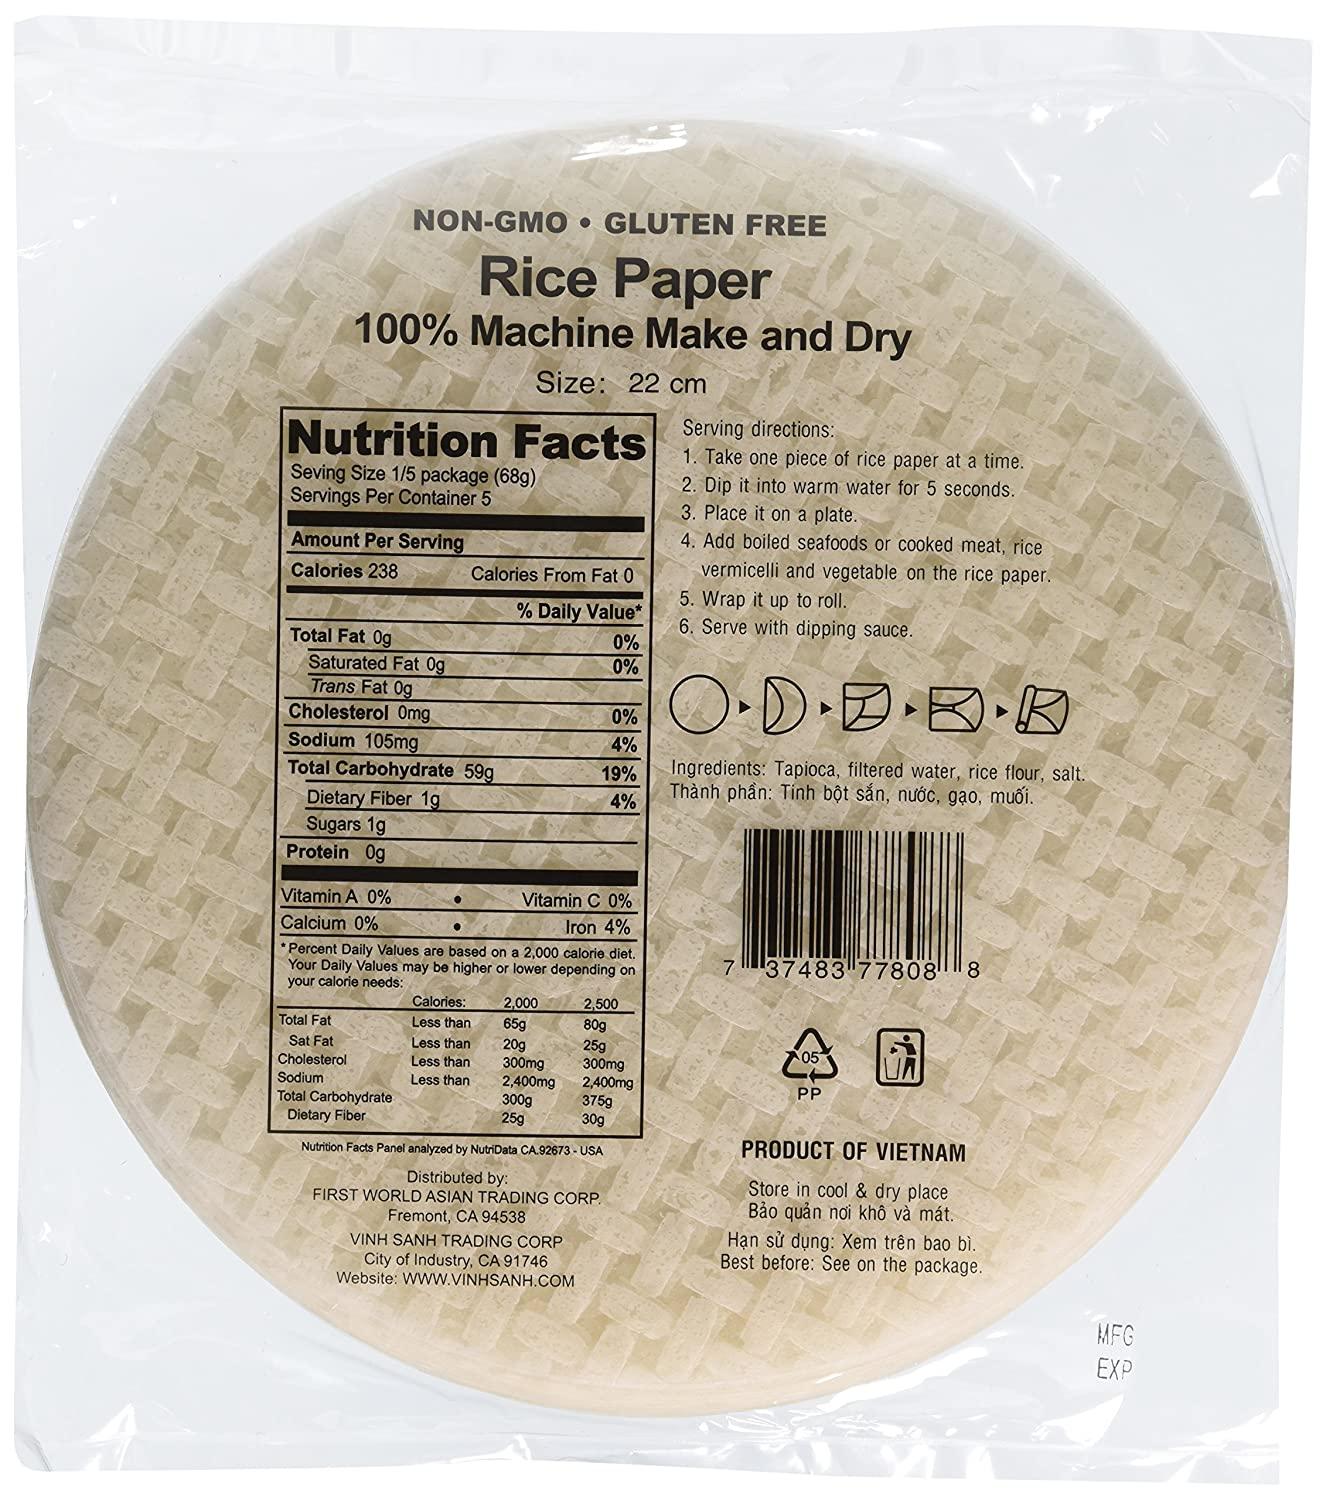 NON-GMO • GLUTEN FREE
Rice Paper
100% Machine Make and Dry
Size: 22 cm
Nutrition Facts
Seving Size 1/5 package (68g)
Servings Per Container 5
Amount Per Serving
Calories 238 Calories From Fat 0
% Daily Value*
Total Fat 0g 0%
Saturated Fat 0g 0%
Trans Fat 0g
Cholesterol 0mg 0%
Sodium 105mg 4%
Total Carbohydrate 59g 19%
Dietary Fiber 1g 4%
Sugars 1g
Protein 0g
Vitamin A 0% • Vitamin C 0%
Calcium 0% • Iron 4%
*Percent Daily Values are based on a 2,000 calorie diet.
Your Daily Values may be higher or lower depending on
your calorie needs:
Calories: 2,000 2,500
Total Fat Less than 65g 80g
Sat Fat Less than 20g 25g
Cholesterol Less than 300mg 300mg
Sodium Less than 2,400mg 2,400mg
Total Carbohydrate 300g 375g
Dietary Fiber 25g 30g
Nutrition Facts Panel analyzed by NutriData CA.92673 - USA
Distributed by:
FIRST WORLD ASIAN TRADING CORP.
Fremont, CA 94538
VINH SANH TRADING CORP
City of Industry, CA 91746
Website: WWW.VINHSANH.COM
Serving directions:
1. Take one piece of rice paper at a time.
2. Dip it into warm water for 5 seconds.
3. Place it on a plate.
4. Add boiled seafoods or cooked meat, rice
vermicelli and vegetable on the rice paper.
5. Wrap it up to roll.
6. Serve with dipping sauce.
Ingredients: Tapioca, filtered water, rice flour, salt.
Thành phần: Tinh bột sắn, nước, gạo, muối.
7 37483 77808 8
05
PP
PRODUCT OF VIETNAM
Store in cool & dry place
Bảo quản nơi khô và mát.
Hạn sử dụng: Xem trên bao bì.
Best before: See on the package.
MFG
EXP